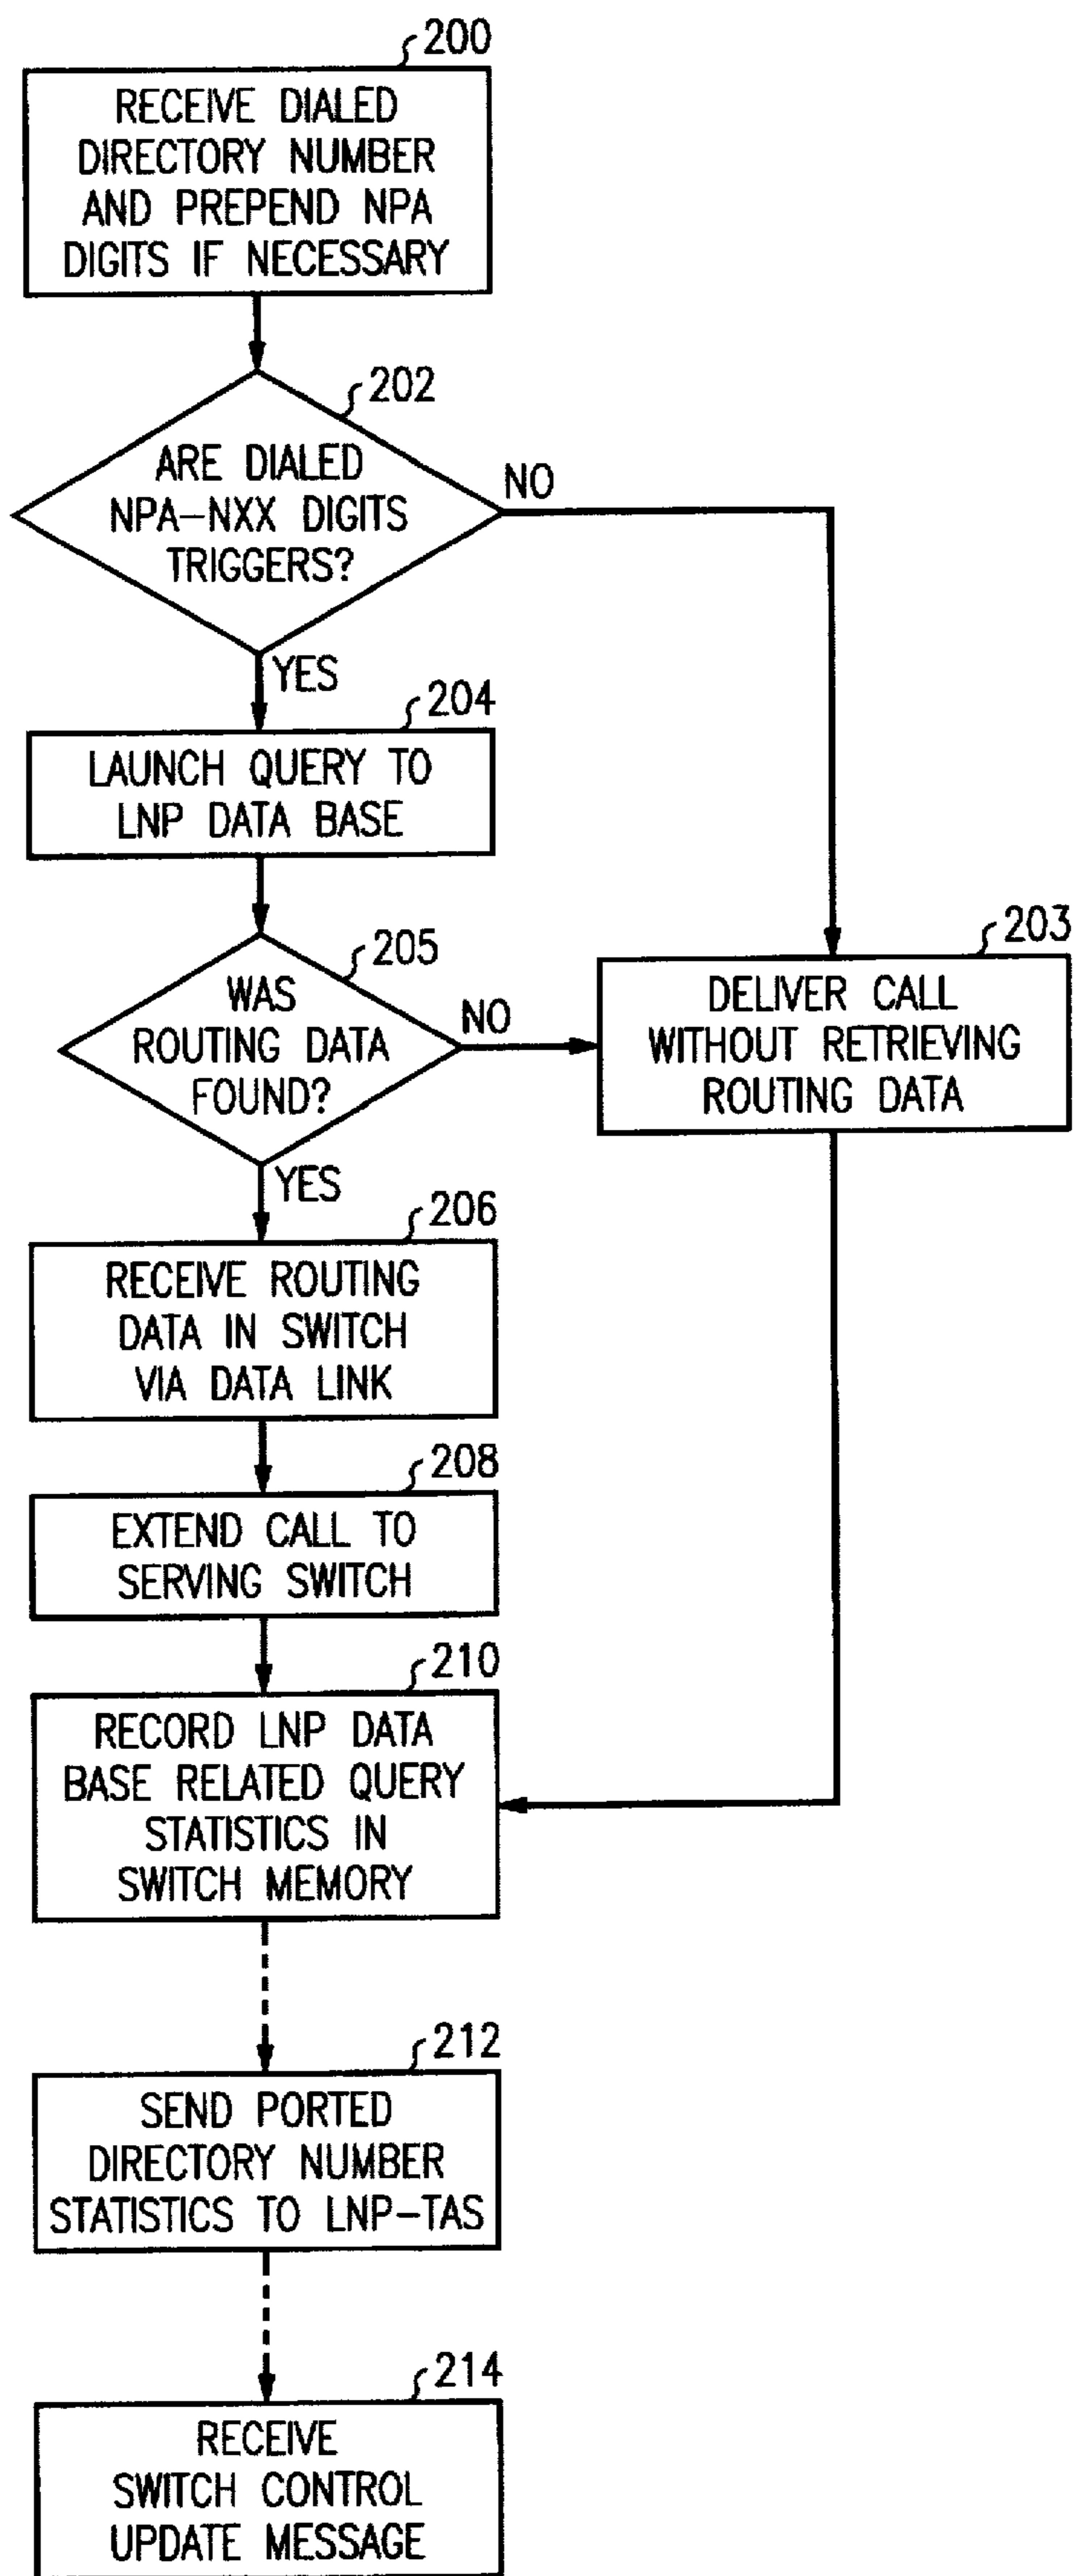 200
RECEIVE DIALED
DIRECTORY NUMBER
AND PREPEND NPA
DIGITS IF NECESSARY
202
ARE DIALED
NPA-NXX DIGITS
TRIGGERS?
NO
YES
204
LAUNCH QUERY TO
LNP DATA BASE
205
WAS
ROUTING DATA
FOUND?
NO
YES
203
DELIVER CALL
WITHOUT RETRIEVING
ROUTING DATA
206
RECEIVE ROUTING
DATA IN SWITCH
VIA DATA LINK
208
EXTEND CALL TO
SERVING SWITCH
210
RECORD LNP DATA
BASE RELATED QUERY
STATISTICS IN
SWITCH MEMORY
212
SEND PORTED
DIRECTORY NUMBER
STATISTICS TO LNP-TAS
214
RECEIVE
SWITCH CONTROL
UPDATE MESSAGE